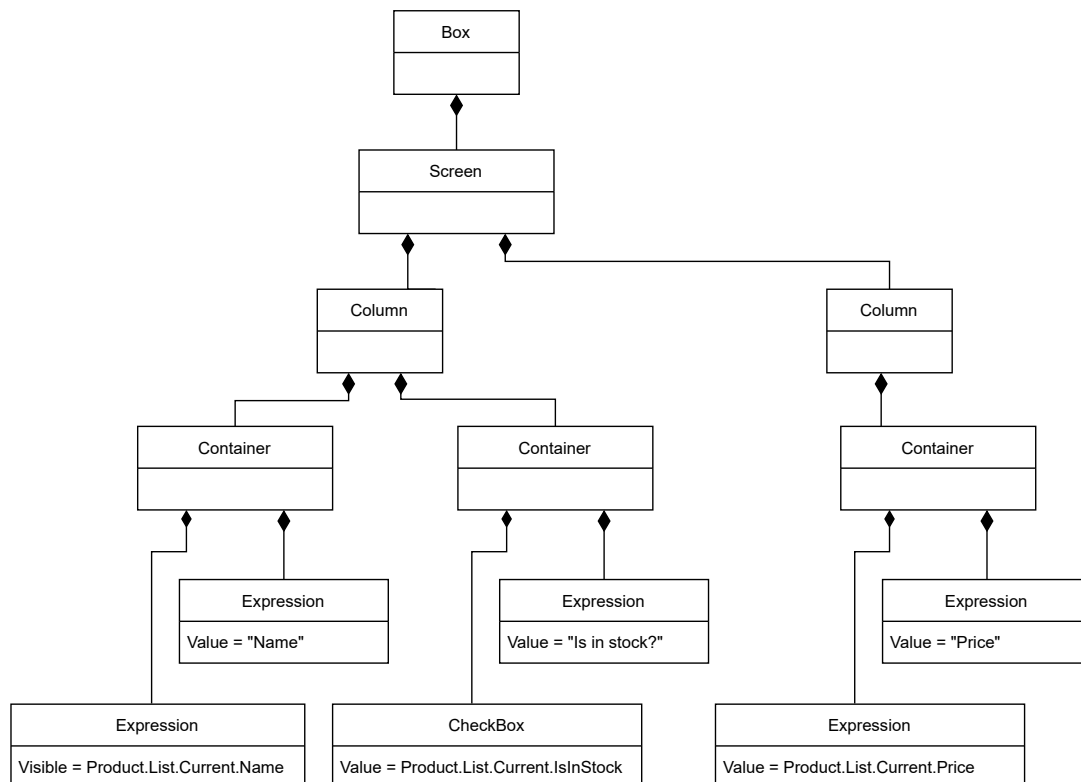 Box
Screen
Column
Column
Container
Container
Container
Expression
Value = "Name"
Expression
Value = "Is in stock?"
Expression
Value = "Price"
Expression
Visible = Product.List.Current.Name
CheckBox
Value = Product.List.Current.IsInStock
Expression
Value = Product.List.Current.Price